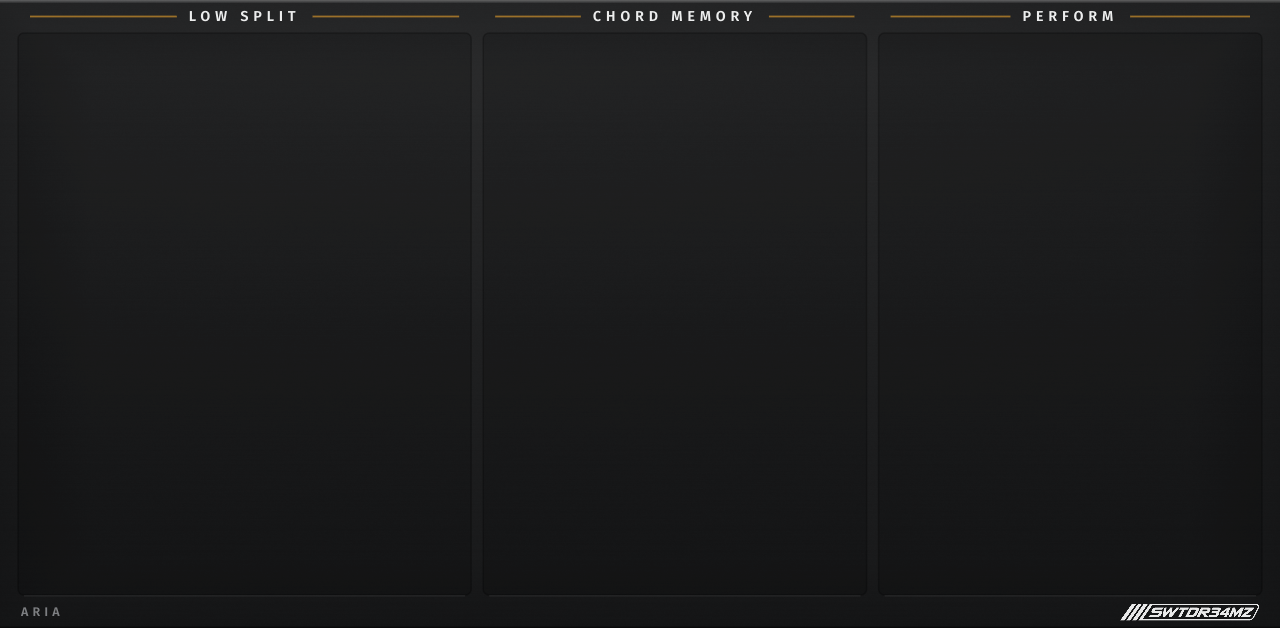 LOW SPLIT
CHORD MEMORY
PERFORM
ARIA
SWTDR34MZ